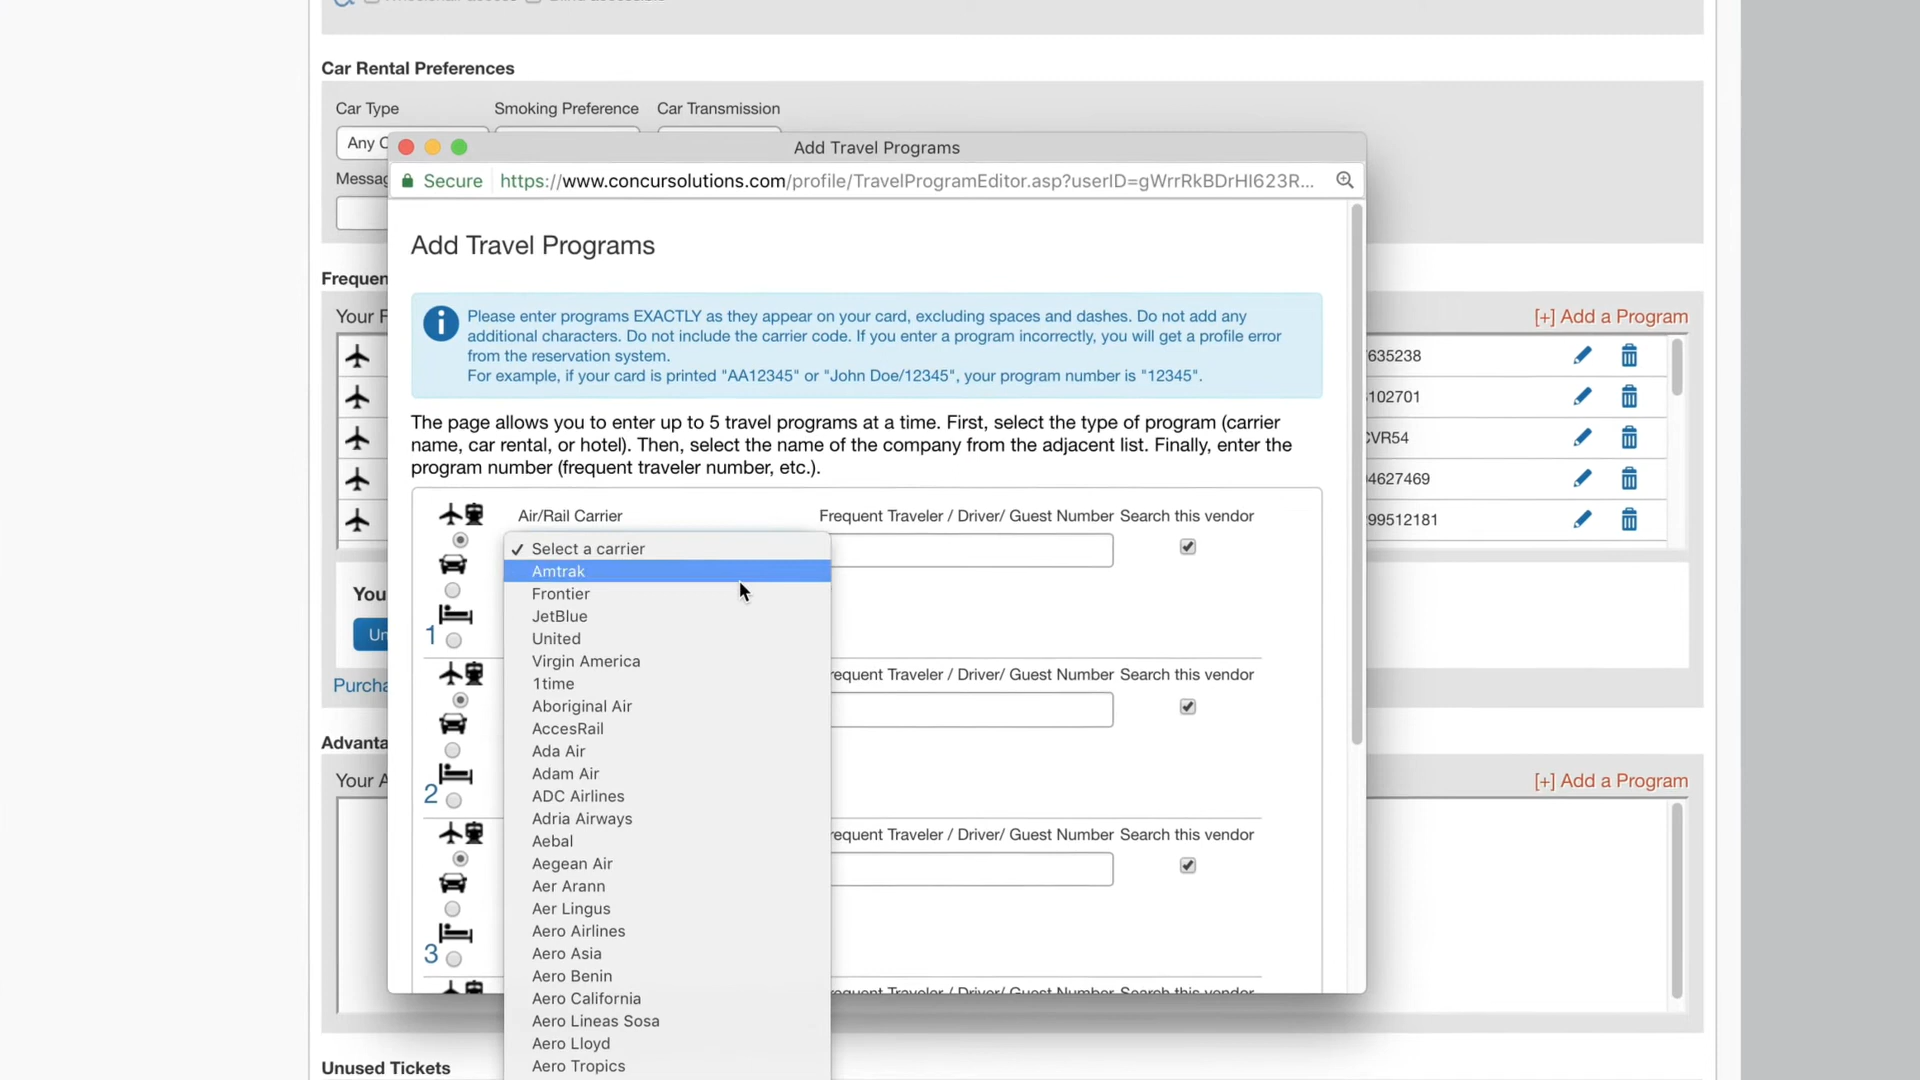 Car Rental Preferences
Car Type Smoking Preference Car Transmission
Any C
Messag
Add Travel Programs
Secure https://www.concursolutions.com/profile/TravelProgramEditor.asp?userID=gWrrRkBDrHI623R...
Add Travel Programs
Please enter programs EXACTLY as they appear on your card, excluding spaces and dashes. Do not add any
additional characters. Do not include the carrier code. If you enter a program incorrectly, you will get a profile error
from the reservation system.
For example, if your card is printed "AA12345" or "John Doe/12345", your program number is "12345".
The page allows you to enter up to 5 travel programs at a time. First, select the type of program (carrier
name, car rental, or hotel). Then, select the name of the company from the adjacent list. Finally, enter the
program number (frequent traveler number, etc.).
Air/Rail Carrier Frequent Traveler / Driver/ Guest Number Search this vendor
1
✓ Select a carrier
Amtrak
Frontier
JetBlue
United
Virgin America
1time
Aboriginal Air
AccesRail
Ada Air
Adam Air
ADC Airlines
Adria Airways
Aebal
Aegean Air
Aer Arann
Aer Lingus
Aero Airlines
Aero Asia
Aero Benin
Aero California
Aero Lineas Sosa
Aero Lloyd
Aero Tropics
requent Traveler / Driver/ Guest Number Search this vendor
2
requent Traveler / Driver/ Guest Number Search this vendor
3
requent Traveler / Driver/ Guest Number Search this vendor
Frequen
Your F
[+] Add a Program
635238
102701
CVR54
4627469
99512181
You
Un
Purcha
Advanta
Your A
[+] Add a Program
Unused Tickets